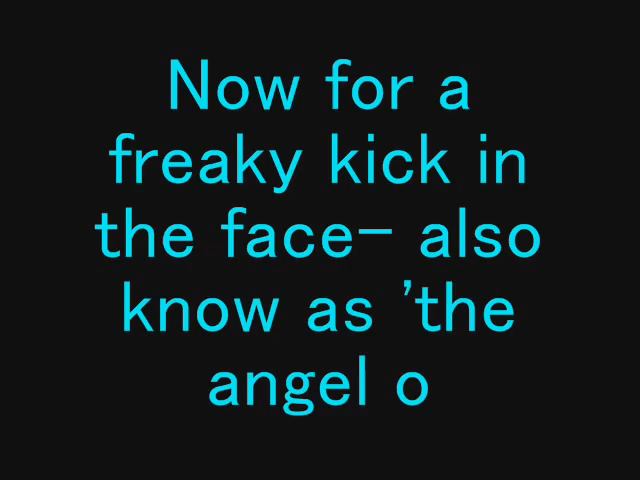 Now for a
freaky kick in
the face- also
know as 'the
angel o